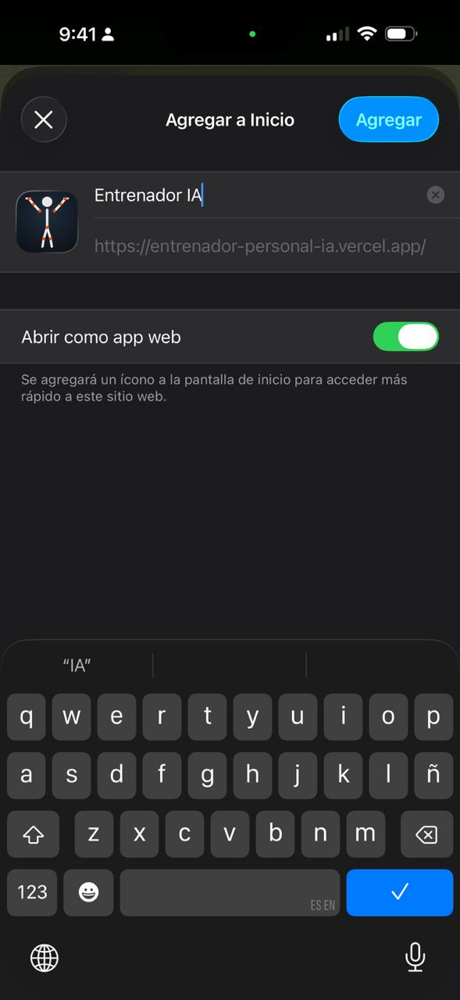 9:41
Agregar a Inicio
Agregar
Entrenador IA
https://entrenador-personal-ia.vercel.app/
Abrir como app web
Se agregará un ícono a la pantalla de inicio para acceder más
rápido a este sitio web.
“IA”
q w e r t y u i o p
a s d f g h j k l ñ
z x c v b n m
123
ES EN